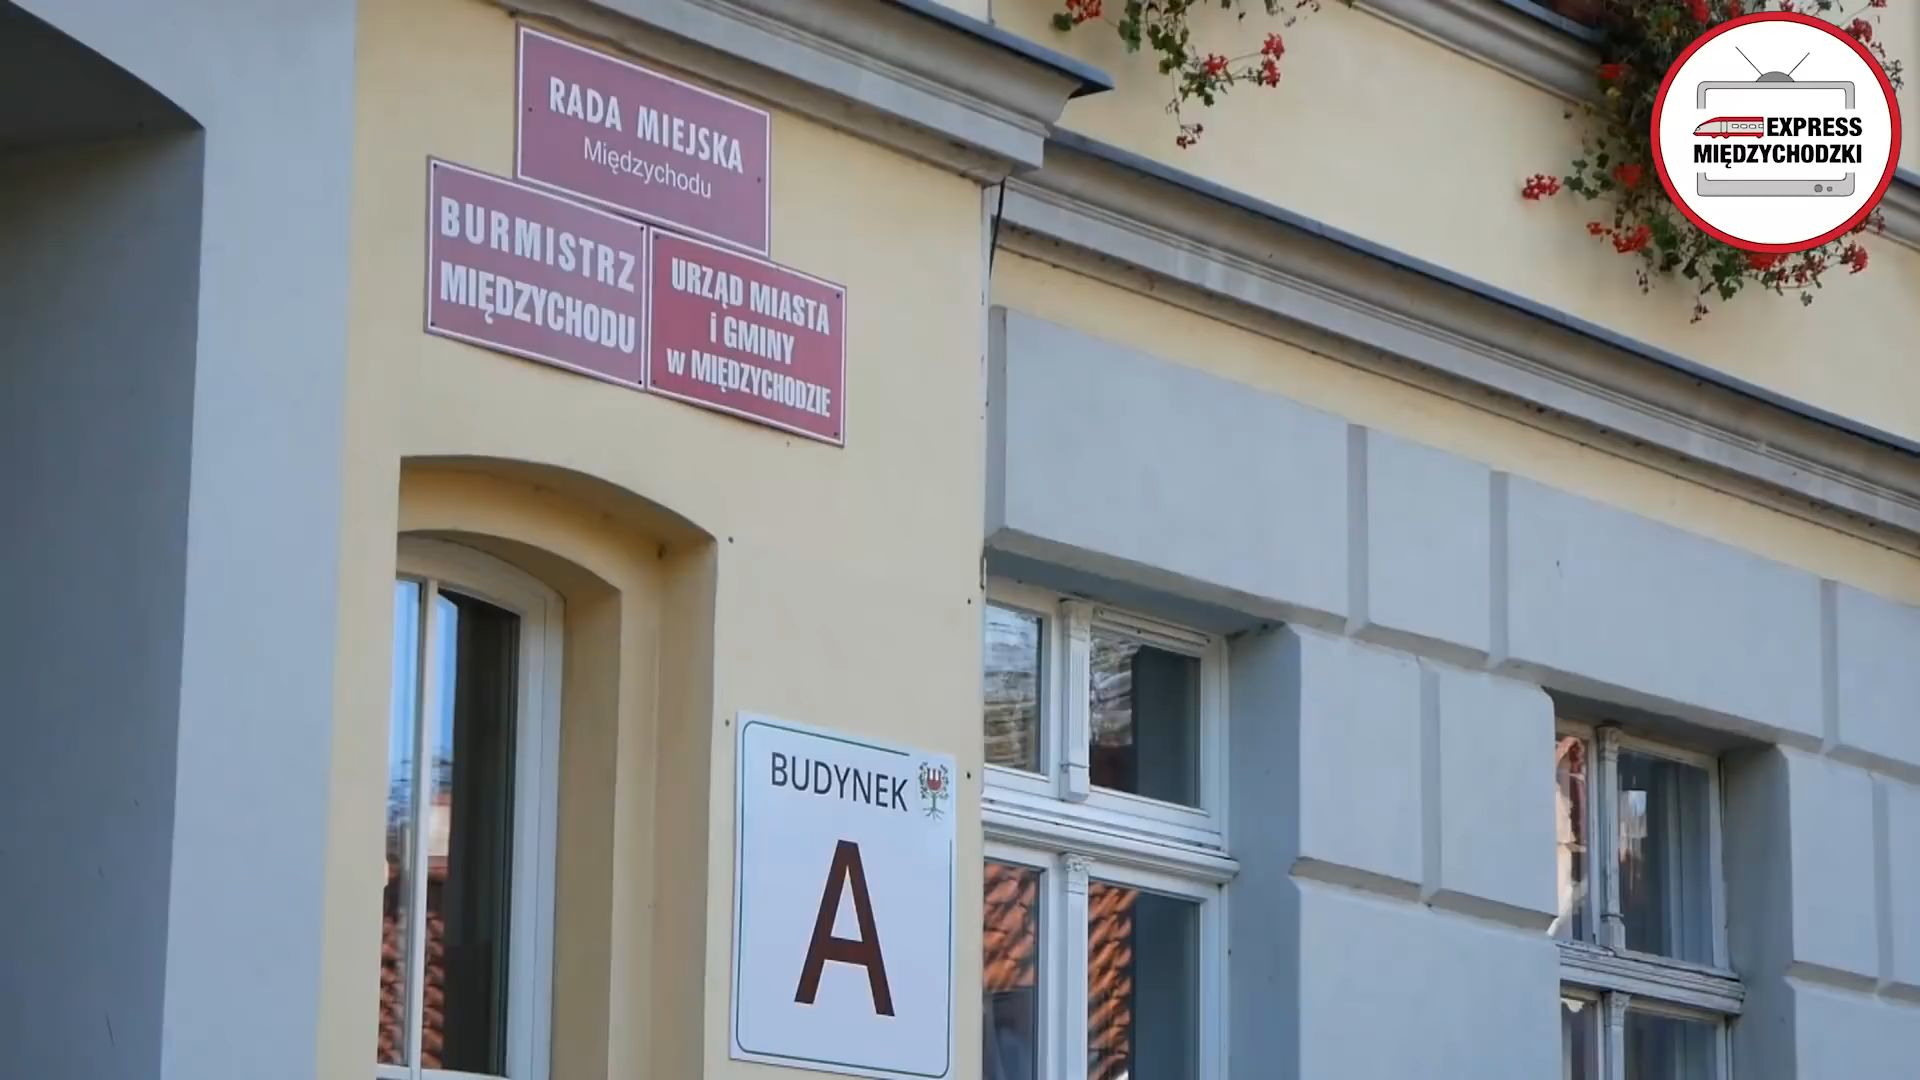 RADA MIEJSKA
Międzychodu
BURMISTRZ
MIĘDZYCHODU
URZĄD MIASTA
i GMINY
w MIĘDZYCHODZIE
BUDYNEK
A
EXPRESS
MIĘDZYCHODZKI